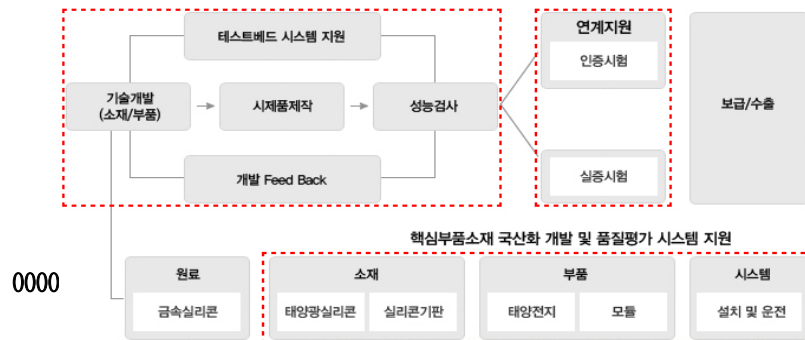 테스트베드 시스템 지원
연계지원
인증시험
기술개발
(소재/부품)
시제품제작
성능검사
보급/수출
개발 Feed Back
실증시험
핵심부품소재 국산화 개발 및 품질평가 시스템 지원
0000
원료
소재
부품
시스템
금속실리콘
태양광실리콘
실리콘기판
태양전지
모듈
설치 및 운전